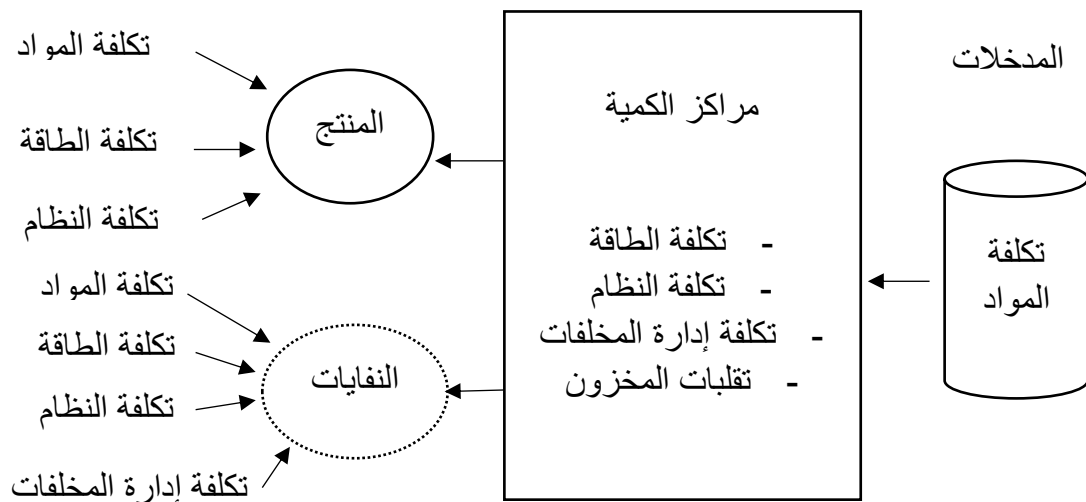 المدخلات
تكلفة
المواد
مراكز الكمية
- تكلفة الطاقة
- تكلفة النظام
- تكلفة إدارة المخلفات
- تقلبات المخزون
المنتج
تكلفة المواد
تكلفة الطاقة
تكلفة النظام
النفايات
تكلفة المواد
تكلفة الطاقة
تكلفة النظام
تكلفة إدارة المخلفات